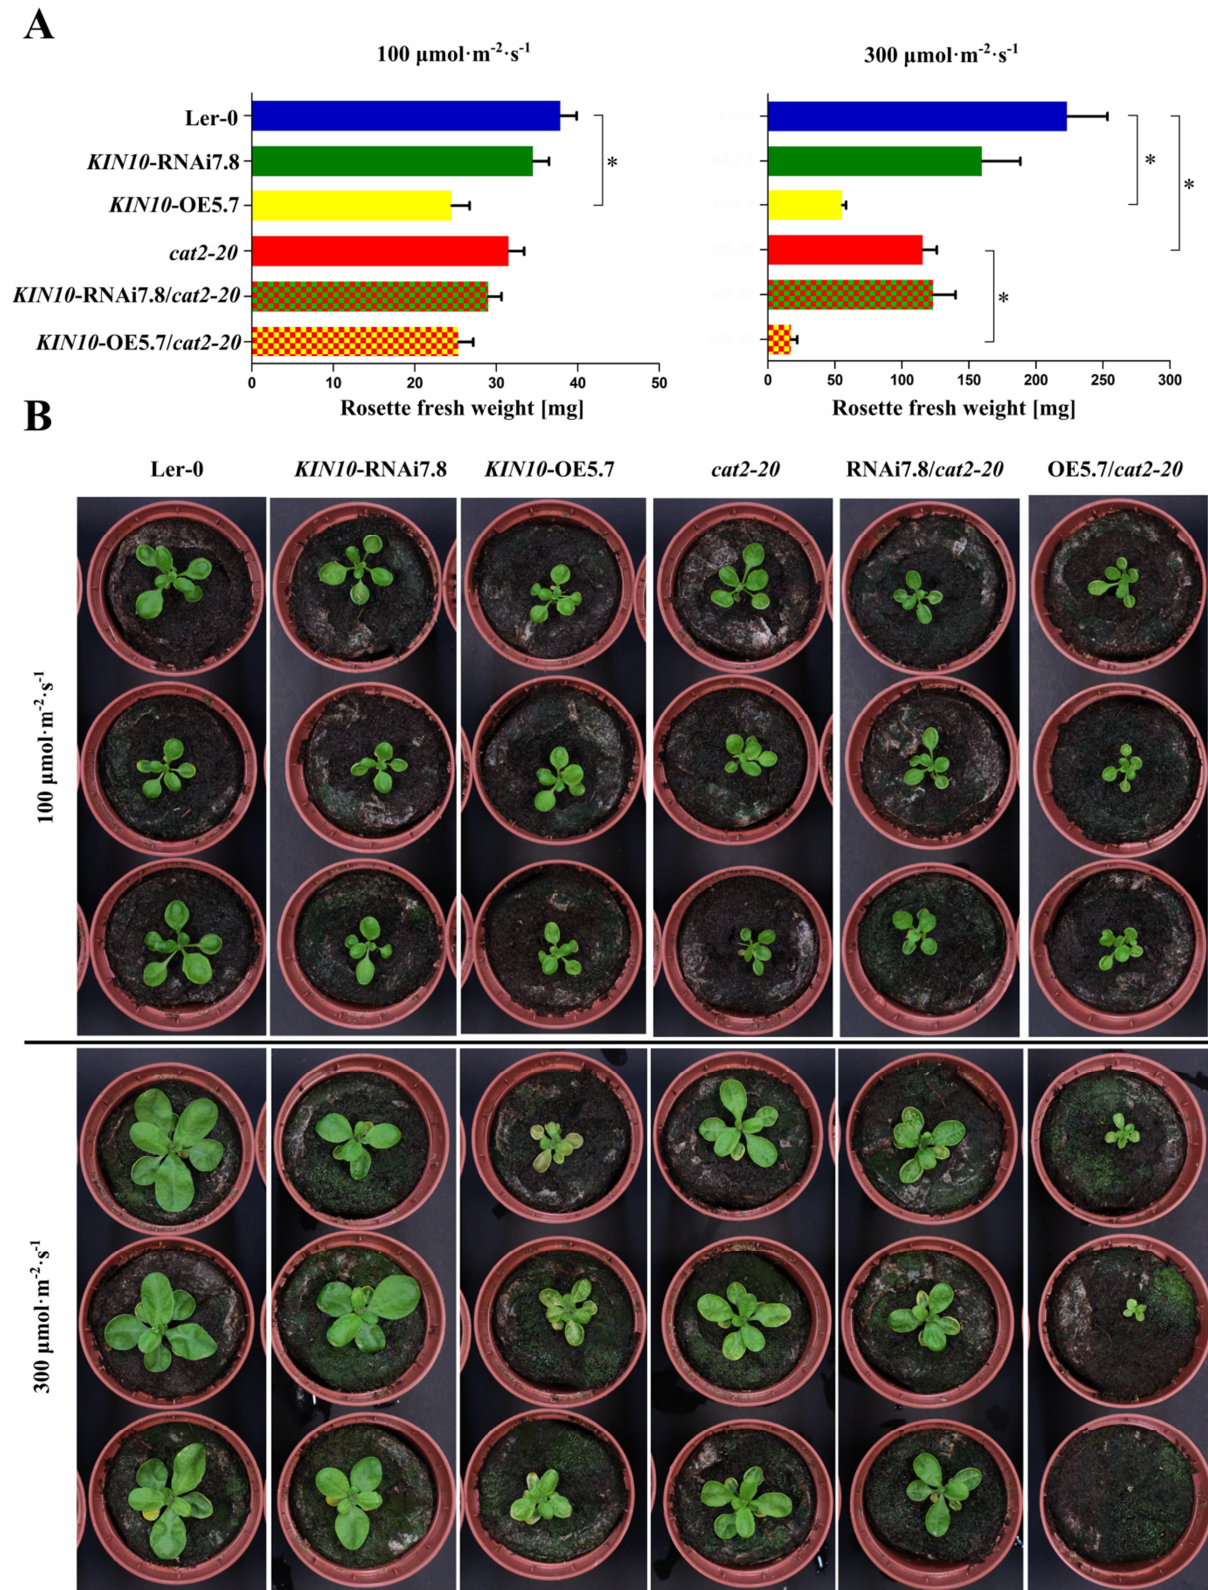 A
100 µmol·m⁻²·s⁻¹
300 µmol·m⁻²·s⁻¹
Ler-0
KIN10-RNAi7.8
KIN10-OE5.7
cat2-20
KIN10-RNAi7.8/cat2-20
KIN10-OE5.7/cat2-20
*
*
*
*
0 10 20 30 40 50
0 50 100 150 200 250 300
Rosette fresh weight [mg]
Rosette fresh weight [mg]
B
Ler-0 KIN10-RNAi7.8 KIN10-OE5.7 cat2-20 RNAi7.8/cat2-20 OE5.7/cat2-20
100 µmol·m⁻²·s⁻¹
300 µmol·m⁻²·s⁻¹